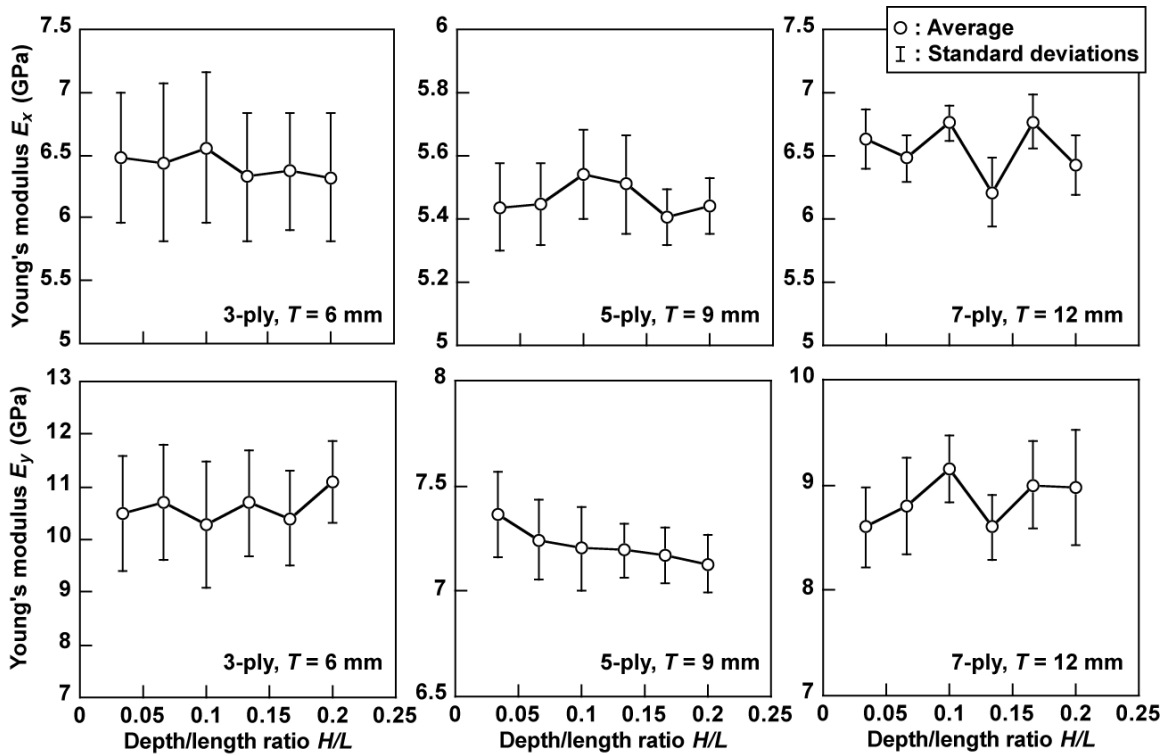 ○ : Average
I : Standard deviations
Young's modulus Ex (GPa)
7.5
7
6.5
6
5.5
5
3-ply, T = 6 mm
6
5.8
5.6
5.4
5.2
5
5-ply, T = 9 mm
7.5
7
6.5
6
5.5
5
7-ply, T = 12 mm
Young's modulus Ey (GPa)
13
12
11
10
9
8
7
3-ply, T = 6 mm
0 0.05 0.1 0.15 0.2 0.25
Depth/length ratio H/L
8
7.5
7
6.5
5-ply, T = 9 mm
0 0.05 0.1 0.15 0.2 0.25
Depth/length ratio H/L
10
9
8
7
7-ply, T = 12 mm
0 0.05 0.1 0.15 0.2 0.25
Depth/length ratio H/L